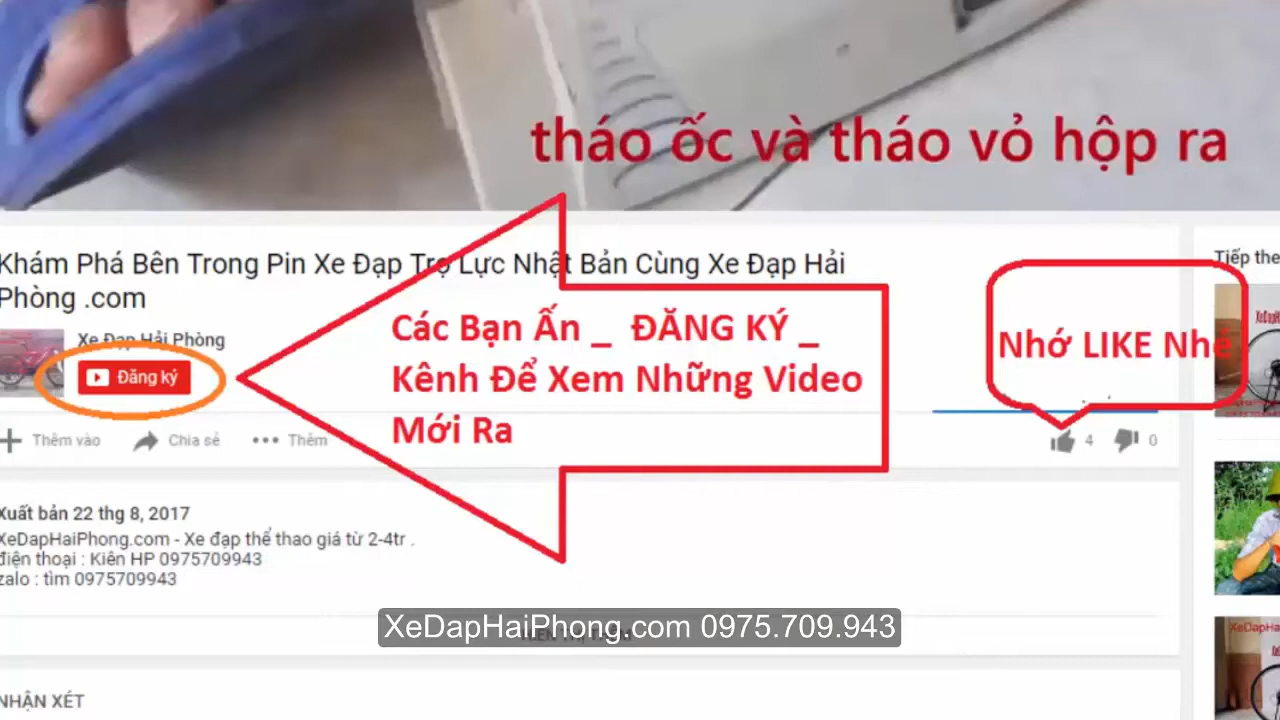 tháo ốc và tháo vỏ hộp ra
Khám Phá Bên Trong Pin Xe Đạp Trợ Lực Nhật Bản Cùng Xe Đạp Hải
Phòng .com
Tiếp the
Xe Đạp Hải Phòng
Đăng ký
Các Bạn Ấn _ ĐĂNG KÝ _
Kênh Để Xem Những Video
Mới Ra
Nhớ LIKE Nhé
Thêm vào
Chia sẻ
Thêm
4
0
Xuất bản 22 thg 8, 2017
XeDapHaiPhong.com - Xe đạp thể thao giá từ 2-4tr .
điện thoại : Kiên HP 0975709943
zalo : tìm 0975709943
XeDapHaiPhong.com 0975.709.943
XeDapHa
NHẬN XÉT